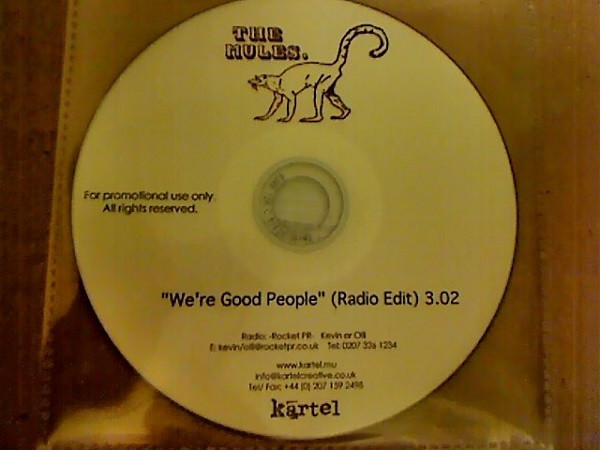 THE
MULES.
For promotional use only.
All rights reserved.
"We're Good People" (Radio Edit) 3.02
Radio: -Rocket PR- Kevin or Olli
E: kevin/olli@rocketpr.co.uk Tel: 0207 326 1234
www.kartel.mu
info@kartelcreative.co.uk
Tel/ Fax: +44 (0) 207 159 2498
kartel